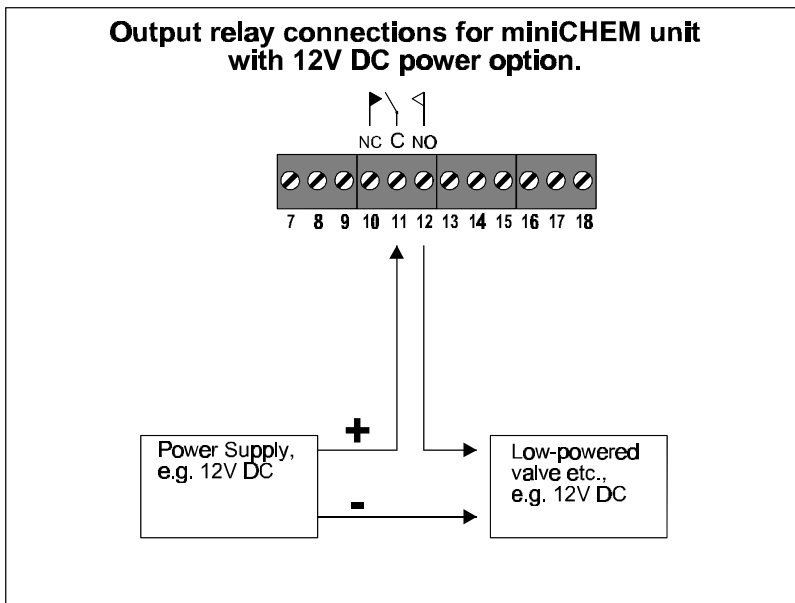 Output relay connections for miniCHEM unit
with 12V DC power option.
NC C NO
7 8 9 10 11 12 13 14 15 16 17 18
+
Power Supply,
e.g. 12V DC
-
Low-powered
valve etc.,
e.g. 12V DC